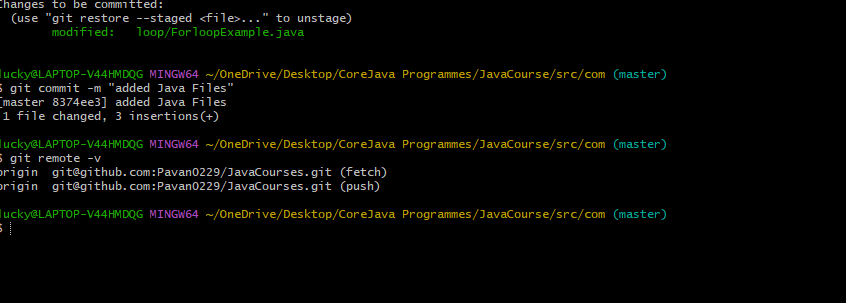 Changes to be committed:
(use "git restore --staged <file>..." to unstage)
modified: loop/ForloopExample.java
lucky@LAPTOP-V44HMDQG MINGW64 ~/OneDrive/Desktop/CoreJava Programmes/JavaCourse/src/com (master)
$ git commit -m "added Java Files"
[master 8374ee3] added Java Files
1 file changed, 3 insertions(+)
lucky@LAPTOP-V44HMDQG MINGW64 ~/OneDrive/Desktop/CoreJava Programmes/JavaCourse/src/com (master)
$ git remote -v
origin git@github.com:Pavan0229/JavaCourses.git (fetch)
origin git@github.com:Pavan0229/JavaCourses.git (push)
lucky@LAPTOP-V44HMDQG MINGW64 ~/OneDrive/Desktop/CoreJava Programmes/JavaCourse/src/com (master)
$